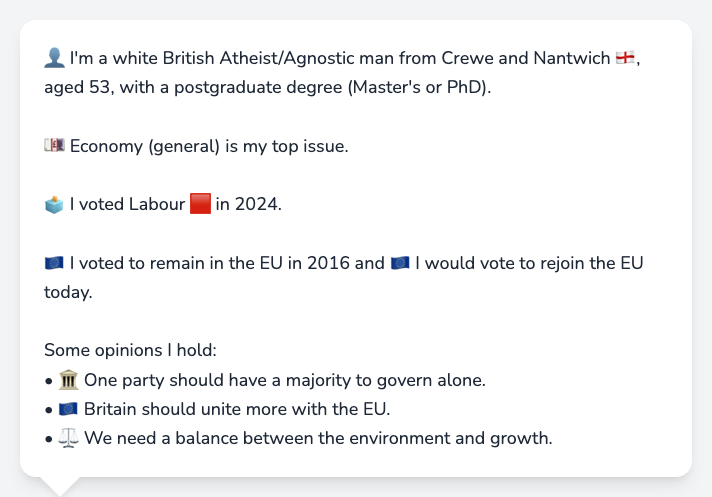 👤 I'm a white British Atheist/Agnostic man from Crewe and Nantwich 🏴󠁧󠁢󠁥󠁮󠁧󠁿,
aged 53, with a postgraduate degree (Master's or PhD).
💷 Economy (general) is my top issue.
🗳️ I voted Labour 🟥 in 2024.
🇪🇺 I voted to remain in the EU in 2016 and 🇪🇺 I would vote to rejoin the EU
today.
Some opinions I hold:
• 🏛️ One party should have a majority to govern alone.
• 🇪🇺 Britain should unite more with the EU.
• ⚖️ We need a balance between the environment and growth.